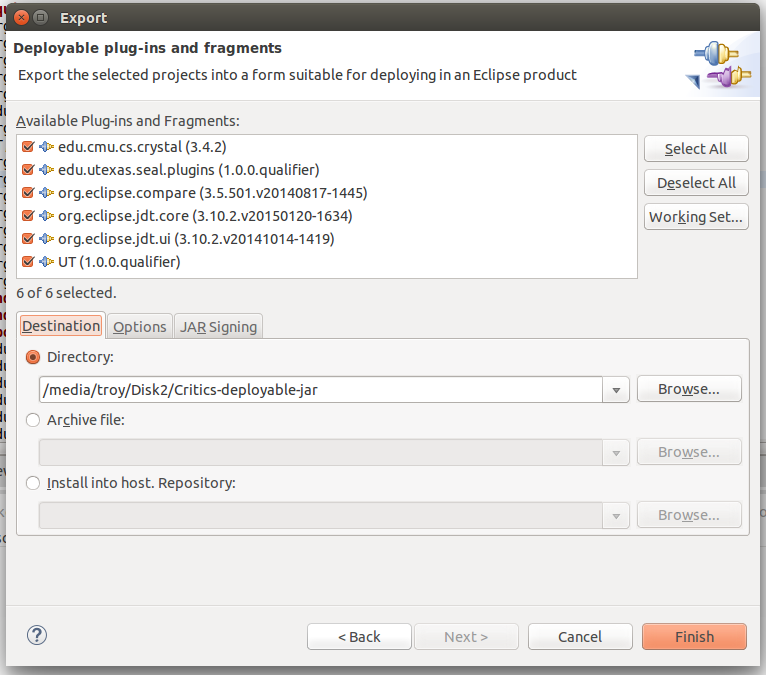 Export
Deployable plug-ins and fragments
Export the selected projects into a form suitable for deploying in an Eclipse product
Available Plug-ins and Fragments:
edu.cmu.cs.crystal (3.4.2)
edu.utexas.seal.plugins (1.0.0.qualifier)
org.eclipse.compare (3.5.501.v20140817-1445)
org.eclipse.jdt.core (3.10.2.v20150120-1634)
org.eclipse.jdt.ui (3.10.2.v20141014-1419)
UT (1.0.0.qualifier)
Select All
Deselect All
Working Set...
6 of 6 selected.
Destination Options JAR Signing
Directory:
/media/troy/Disk2/Critics-deployable-jar Browse...
Archive file:
Browse...
Install into host. Repository:
Browse...
? < Back Next > Cancel Finish